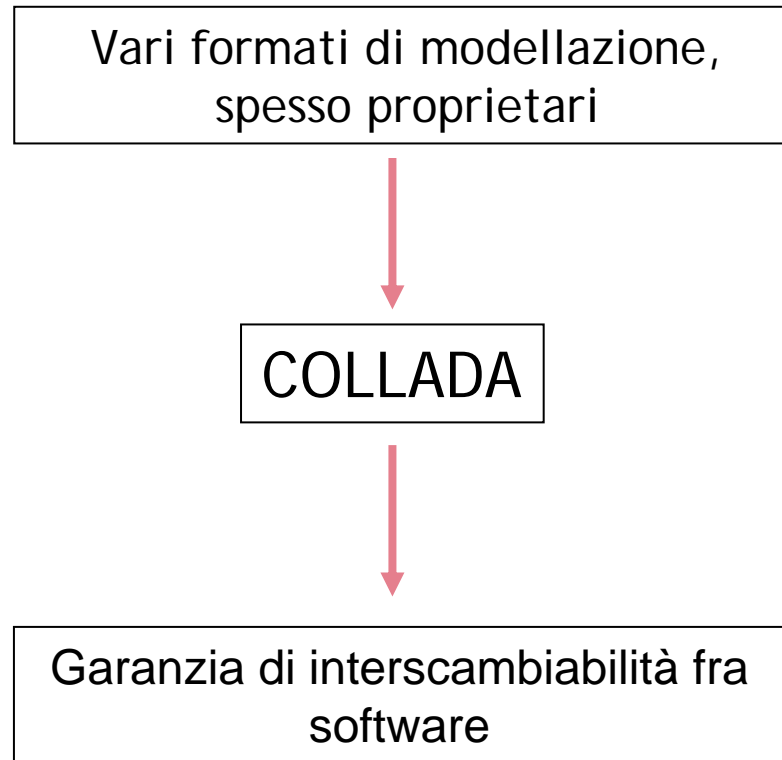 Vari formati di modellazione,
spesso proprietari
COLLADA
Garanzia di interscambiabilità fra
software